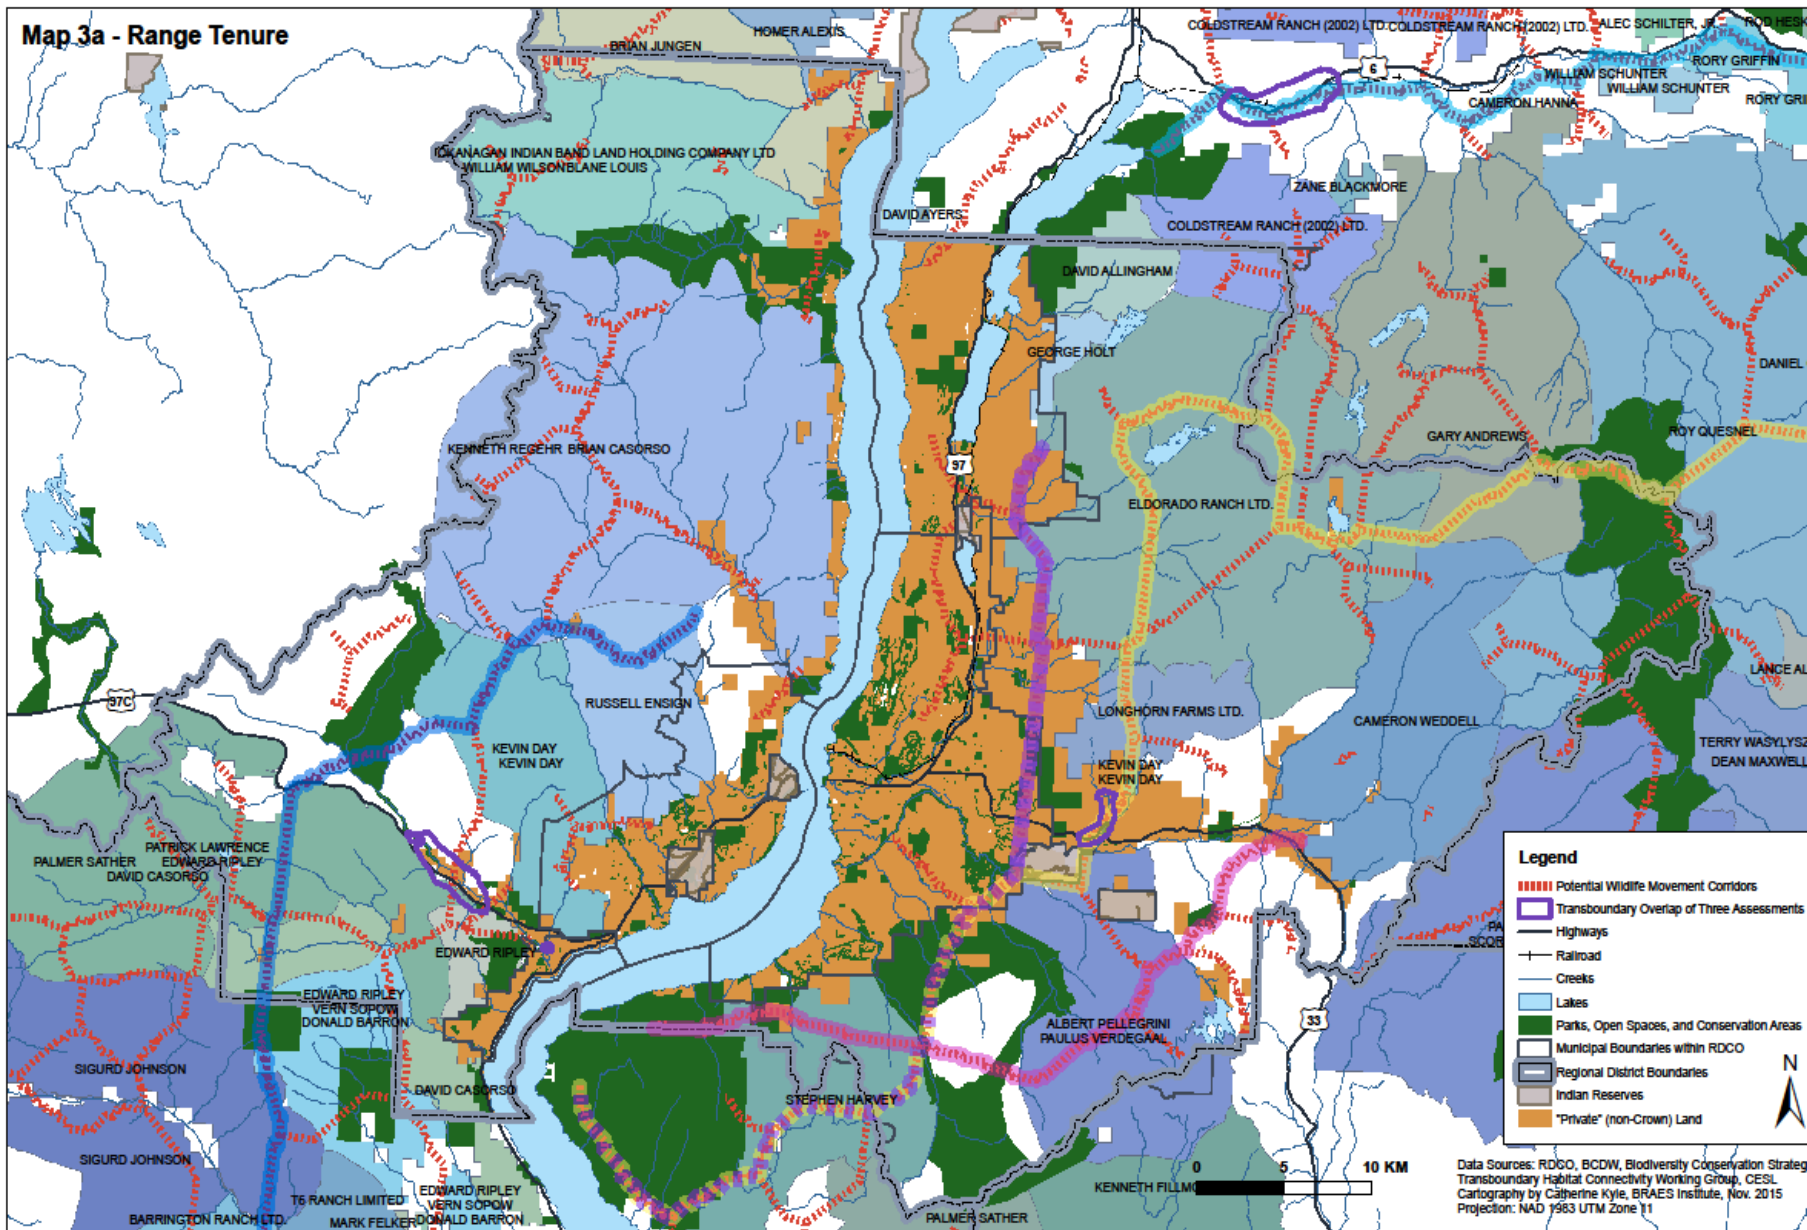 Map 3a - Range Tenure
BRIAN JUNGEN
HOMER ALEXIS
COLDSTREAM RANCH (2002) LTD.
COLDSTREAM RANCH (2002) LTD.
ALEC SCHILTER, JR.
ROD HESK
6
RORY GRIFFIN
WILLIAM SCHUNTER
WILLIAM SCHUNTER
CAMERON HANNA
RORY GRI
OKANAGAN INDIAN BAND LAND HOLDING COMPANY LTD
WILLIAM WILSON
BLANE LOUIS
ZANE BLACKMORE
DAVID AYERS
COLDSTREAM RANCH (2002) LTD.
DAVID ALLINGHAM
GEORGE HOLT
DANIEL
KENNETH REGEHR
BRIAN CASORSO
GARY ANDREWS
ROY QUESNEL
97
ELDORADO RANCH LTD.
LANCE AL
97C
RUSSELL ENSIGN
LONGHORN FARMS LTD.
CAMERON WEDDELL
KEVIN DAY
KEVIN DAY
TERRY WASYLYSZ
DEAN MAXWELL
KEVIN DAY
KEVIN DAY
PATRICK LAWRENCE
PALMER SATHER
EDWARD RIPLEY
DAVID CASORSO
EDWARD RIPLEY
PA
SCOR
EDWARD RIPLEY
VERN SOPOW
DONALD BARRON
ALBERT PELLEGRINI
PAULUS VERDEGAAL
33
SIGURD JOHNSON
DAVID CASORSO
STEPHEN HARVEY
SIGURD JOHNSON
T6 RANCH LIMITED
EDWARD RIPLEY
VERN SOPOW
DONALD BARRON
BARRINGTON RANCH LTD.
MARK FELKER
KENNETH FILLMO
PALMER SATHER
0 5 10 KM
Legend
Potential Wildlife Movement Corridors
Transboundary Overlap of Three Assessments
Highways
Railroad
Creeks
Lakes
Parks, Open Spaces, and Conservation Areas
Municipal Boundaries within RDCO
Regional District Boundaries
Indian Reserves
"Private" (non-Crown) Land
N
Data Sources: RDCO, BCDW, Biodiversity Conservation Strateg
Transboundary Habitat Connectivity Working Group, CESL
Cartography by Catherine Kyle, BRAES Institute, Nov. 2015
Projection: NAD 1983 UTM Zone 11